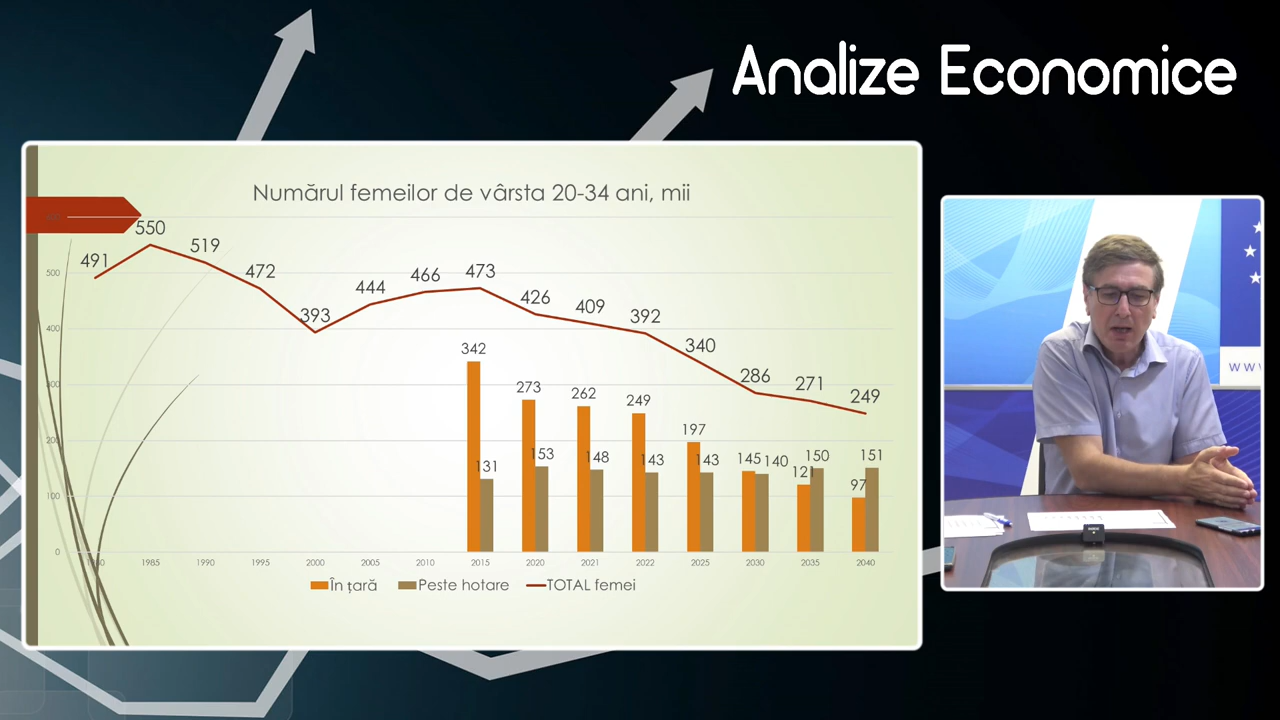 Analize Economice
Numărul femeilor de vârsta 20-34 ani, mii
491 550 519 472 393 444 466 473 426 409 392 340 286 271 249
342 273 262 249 197 145 121 97
131 153 148 143 143 140 150 151
500
400
300
200
100
0
1980 1985 1990 1995 2000 2005 2010 2015 2020 2021 2022 2025 2030 2035 2040
În țară Peste hotare TOTAL femei